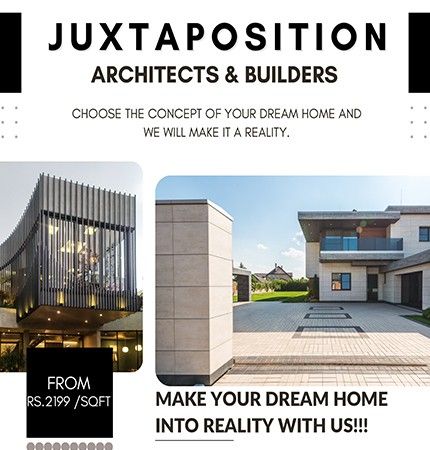 JUXTAPOSITION
ARCHITECTS & BUILDERS
CHOOSE THE CONCEPT OF YOUR DREAM HOME AND
WE WILL MAKE IT A REALITY.
FROM
RS.2199 /SQFT
MAKE YOUR DREAM HOME
INTO REALITY WITH US!!!